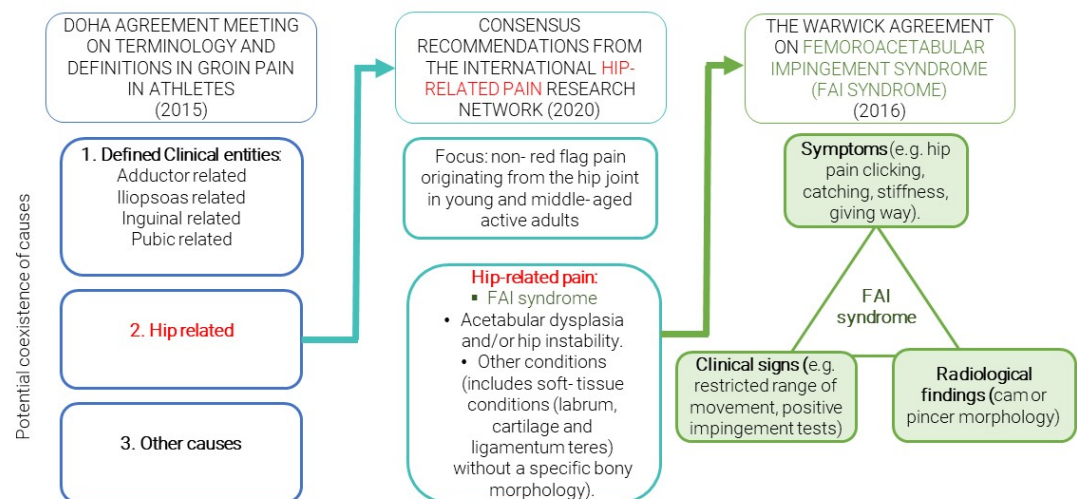 Potential coexistence of causes
DOHA AGREEMENT MEETING
ON TERMINOLOGY AND
DEFINITIONS IN GROIN PAIN
IN ATHLETES
(2015)
1. Defined Clinical entities:
Adductor related
Iliopsoas related
Inguinal related
Pubic related
2. Hip related
3. Other causes
CONSENSUS
RECOMMENDATIONS FROM
THE INTERNATIONAL HIP-
RELATED PAIN RESEARCH
NETWORK (2020)
Focus: non- red flag pain
originating from the hip joint
in young and middle- aged
active adults
Hip-related pain:
▪ FAI syndrome
• Acetabular dysplasia
and/or hip instability.
• Other conditions
(includes soft- tissue
conditions (labrum,
cartilage and
ligamentum teres)
without a specific bony
morphology).
THE WARWICK AGREEMENT
ON FEMOROACETABULAR
IMPINGEMENT SYNDROME
(FAI SYNDROME)
(2016)
Symptoms (e.g. hip
pain clicking,
catching, stiffness,
giving way).
FAI
syndrome
Clinical signs (e.g.
restricted range of
movement, positive
impingement tests)
Radiological
findings (cam or
pincer morphology)